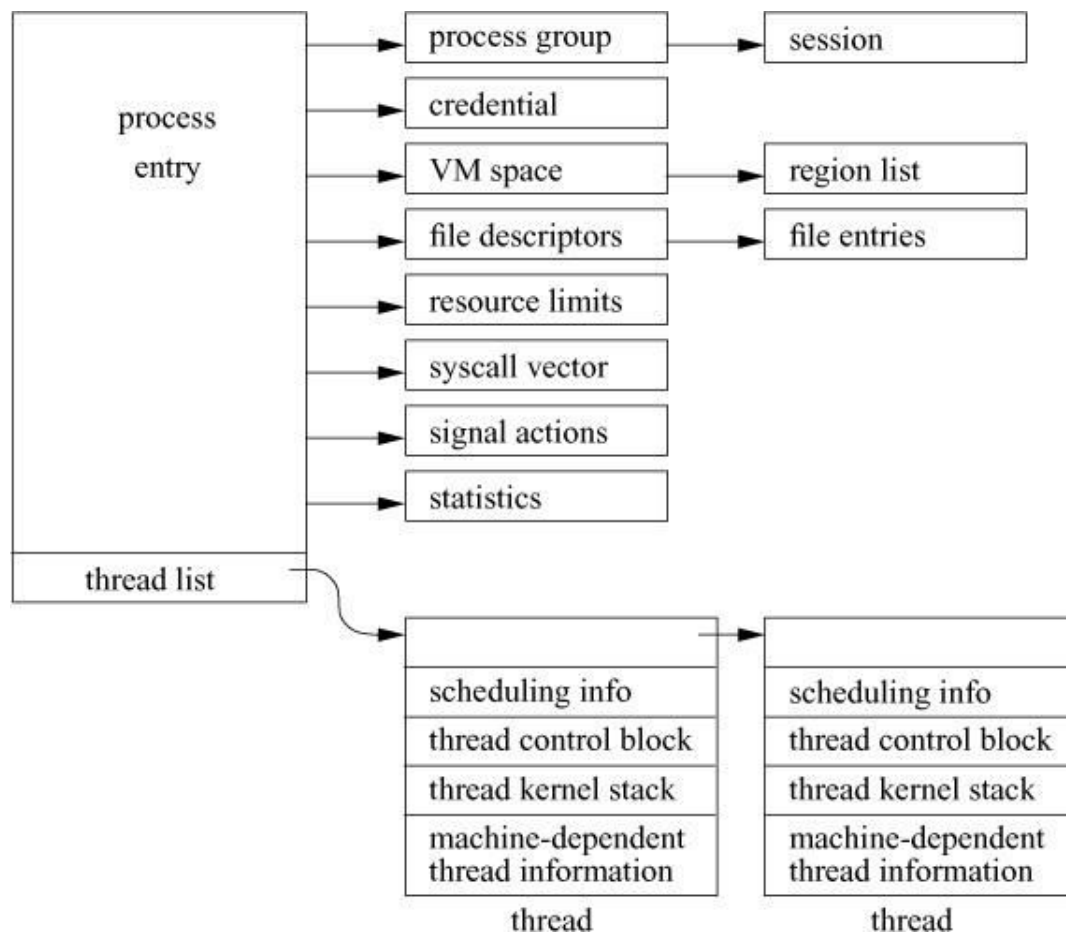 process group
session
credential
process
entry
VM space
region list
file descriptors
file entries
resource limits
syscall vector
signal actions
statistics
thread list
scheduling info
thread control block
thread kernel stack
machine-dependent
thread information
thread
scheduling info
thread control block
thread kernel stack
machine-dependent
thread information
thread